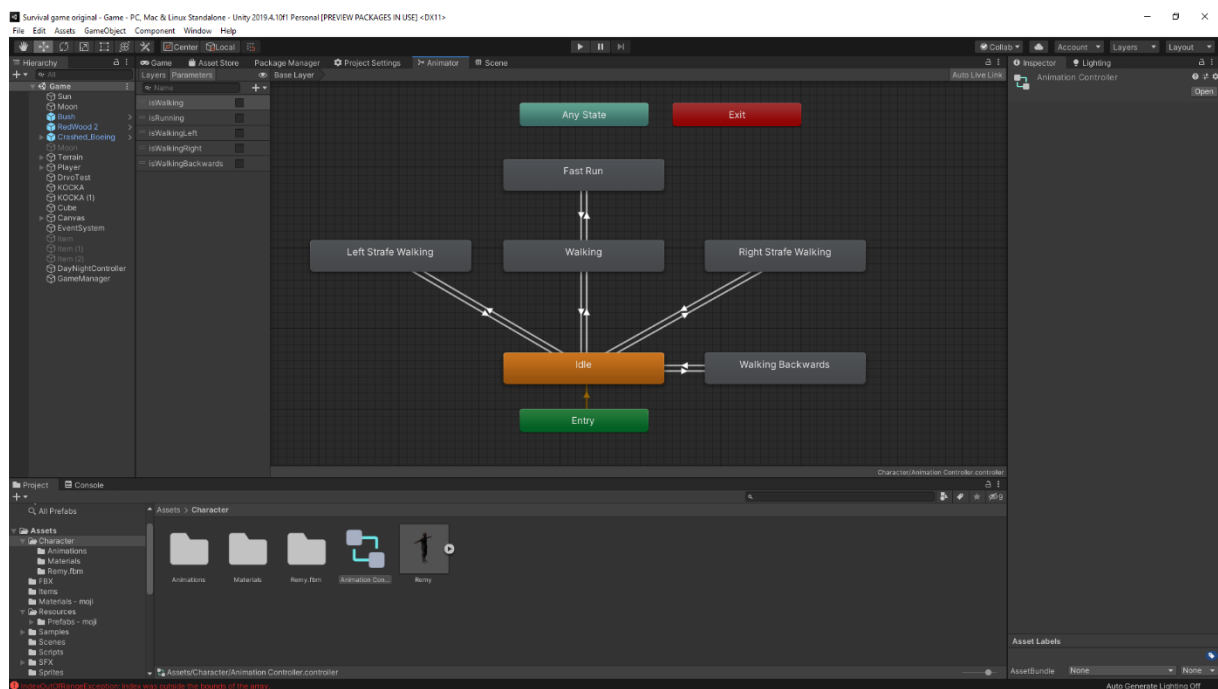 Survival game original - Game - PC, Mac & Linux Standalone - Unity 2019.4.10f1 Personal [PREVIEW PACKAGES IN USE] <DX11>
File Edit Assets GameObject Component Window Help
Center Local Collab Account Layers Layout
Hierarchy
All
Game
Sun
Moon
Bush
RedWood 2
Crashed_Boeing
Moon
Terrain
Player
DrvoTest
KOCKA
KOCKA (1)
Cube
Canvas
EventSystem
Item
Item (1)
Item (2)
DayNightController
GameManager
Game Asset Store Package Manager Project Settings Animator Scene
Layers Parameters Base Layer Auto Live Link
Name
isWalking
isRunning
isWalkingLeft
isWalkingRight
isWalkingBackwards
Any State Exit
Fast Run
Left Strafe Walking Walking Right Strafe Walking
Idle Walking Backwards
Entry
Character/Animation Controller.controller
Inspector Lighting
Animation Controller
Open
Project Console
9
All Prefabs
Assets
Character
Animations
Materials
Remy.fbm
FBX
Items
Materials - moji
Resources
Prefabs - moji
Samples
Scenes
Scripts
SFX
Sprites
Assets > Character
Animations Materials Remy.fbm Animation Con... Remy
Assets/Character/Animation Controller.controller
Asset Labels
AssetBundle None None
IndexOutOfRangeException: Index was outside the bounds of the array.
Auto Generate Lighting Off